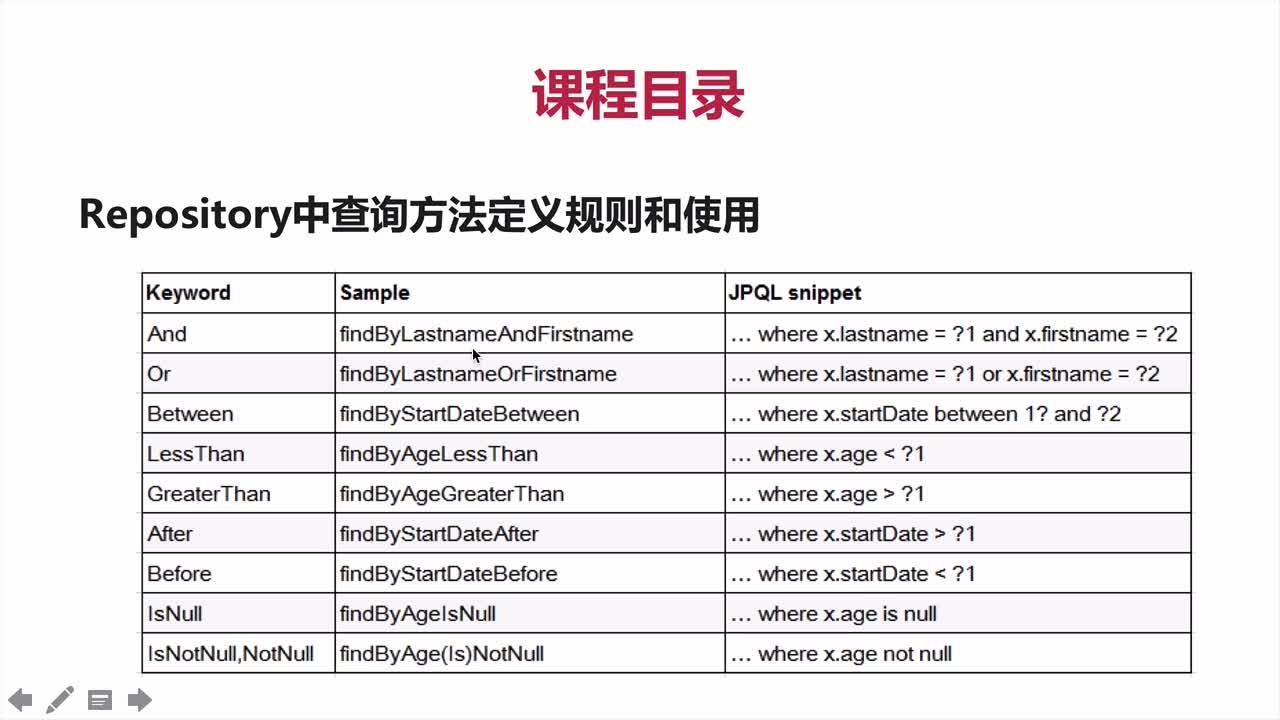 课程目录
Repository中查询方法定义规则和使用
Keyword Sample JPQL snippet
And findByLastnameAndFirstname … where x.lastname = ?1 and x.firstname = ?2
Or findByLastnameOrFirstname … where x.lastname = ?1 or x.firstname = ?2
Between findByStartDateBetween … where x.startDate between 1? and ?2
LessThan findByAgeLessThan … where x.age < ?1
GreaterThan findByAgeGreaterThan … where x.age > ?1
After findByStartDateAfter … where x.startDate > ?1
Before findByStartDateBefore … where x.startDate < ?1
IsNull findByAgeIsNull … where x.age is null
IsNotNull,NotNull findByAge(Is)NotNull … where x.age not null